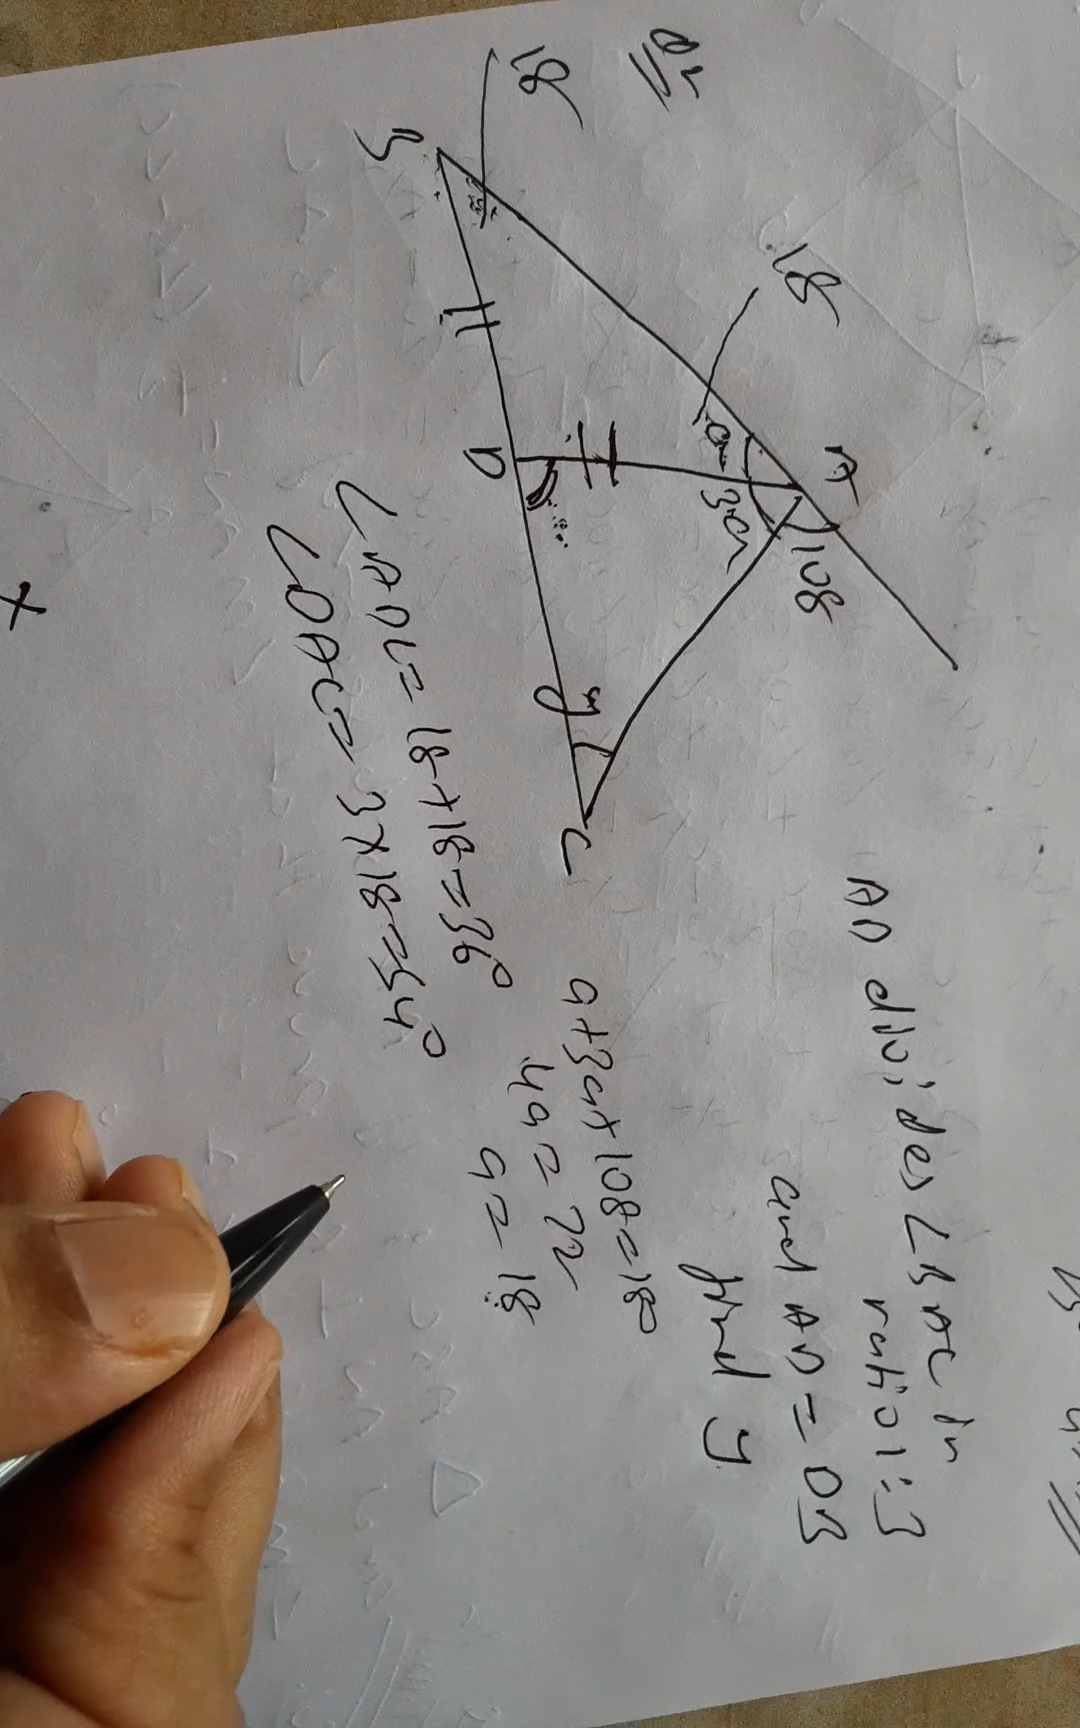 AD divides ∠BAC in
ratio 1:3
and AD = DB
find y
18
18
A
a
3a
108
B
D
y
C
a+3a+108=180
4a = 72
a = 18
∠ADC= 18+18=36°
∠DAC= 3×18=54°
x